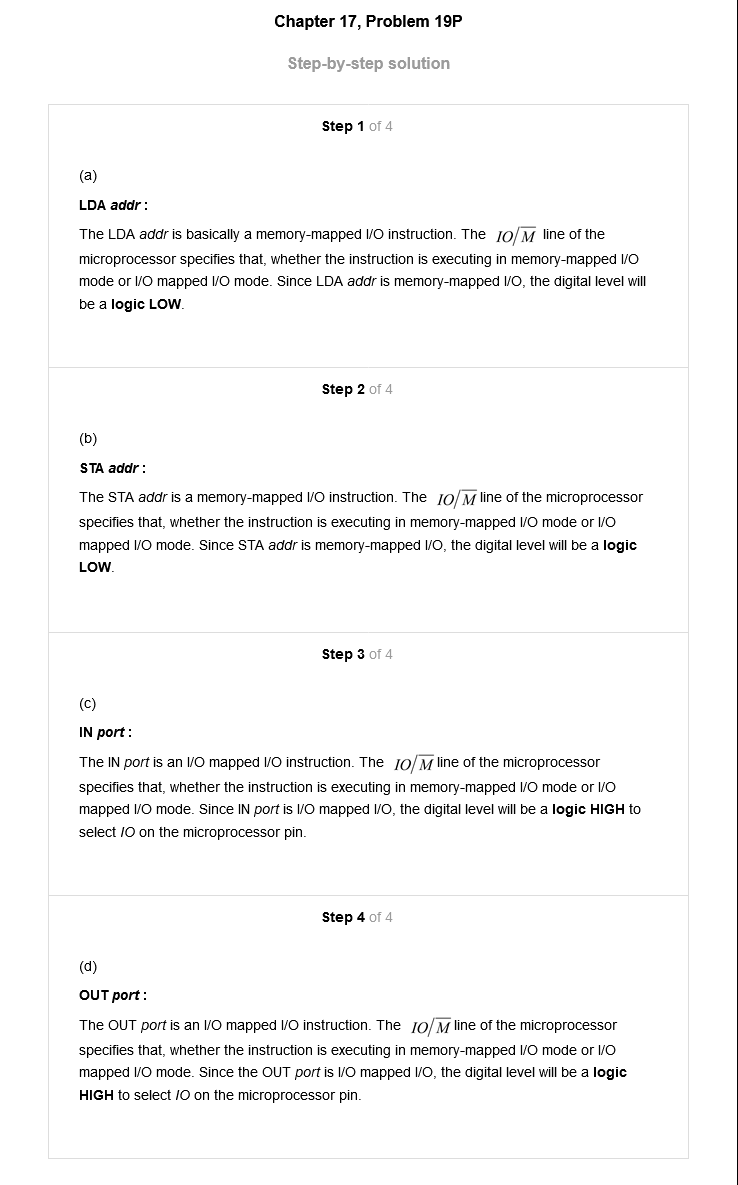 Chapter 17, Problem 19P
Step-by-step solution
Step 1 of 4
(a)
LDA addr :
The LDA addr is basically a memory-mapped I/O instruction. The IO/M̅ line of the
microprocessor specifies that, whether the instruction is executing in memory-mapped I/O
mode or I/O mapped I/O mode. Since LDA addr is memory-mapped I/O, the digital level will
be a logic LOW.
Step 2 of 4
(b)
STA addr :
The STA addr is a memory-mapped I/O instruction. The IO/M̅ line of the microprocessor
specifies that, whether the instruction is executing in memory-mapped I/O mode or I/O
mapped I/O mode. Since STA addr is memory-mapped I/O, the digital level will be a logic
LOW.
Step 3 of 4
(c)
IN port :
The IN port is an I/O mapped I/O instruction. The IO/M̅ line of the microprocessor
specifies that, whether the instruction is executing in memory-mapped I/O mode or I/O
mapped I/O mode. Since IN port is I/O mapped I/O, the digital level will be a logic HIGH to
select IO on the microprocessor pin.
Step 4 of 4
(d)
OUT port :
The OUT port is an I/O mapped I/O instruction. The IO/M̅ line of the microprocessor
specifies that, whether the instruction is executing in memory-mapped I/O mode or I/O
mapped I/O mode. Since the OUT port is I/O mapped I/O, the digital level will be a logic
HIGH to select IO on the microprocessor pin.